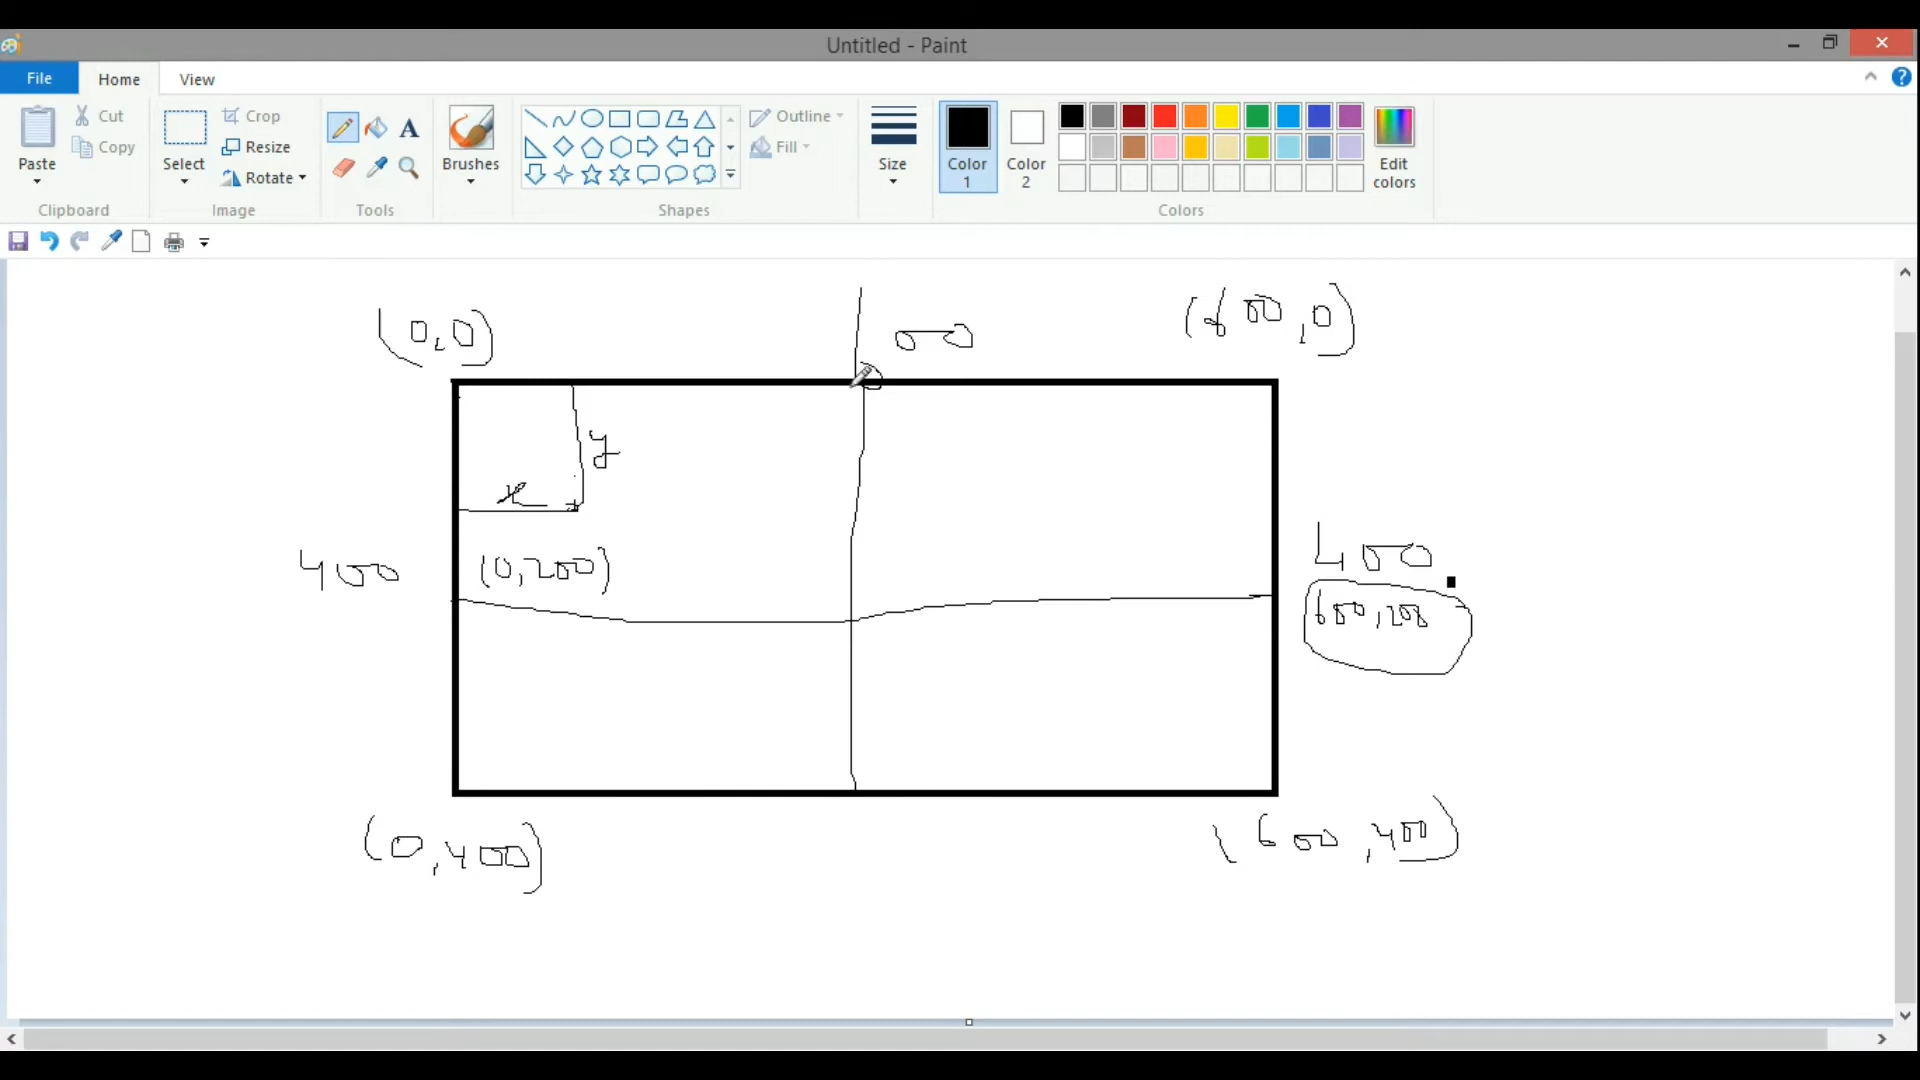 Untitled - Paint
File
Home
View
Paste
Cut
Copy
Clipboard
Select
Crop
Resize
Rotate
Image
A
Tools
Brushes
Shapes
Outline
Fill
Size
Color 1
Color 2
Colors
Edit colors
(0,0)
00
(600,0)
y
x
400
(0,200)
400
600,200
(0,400)
(600,400)